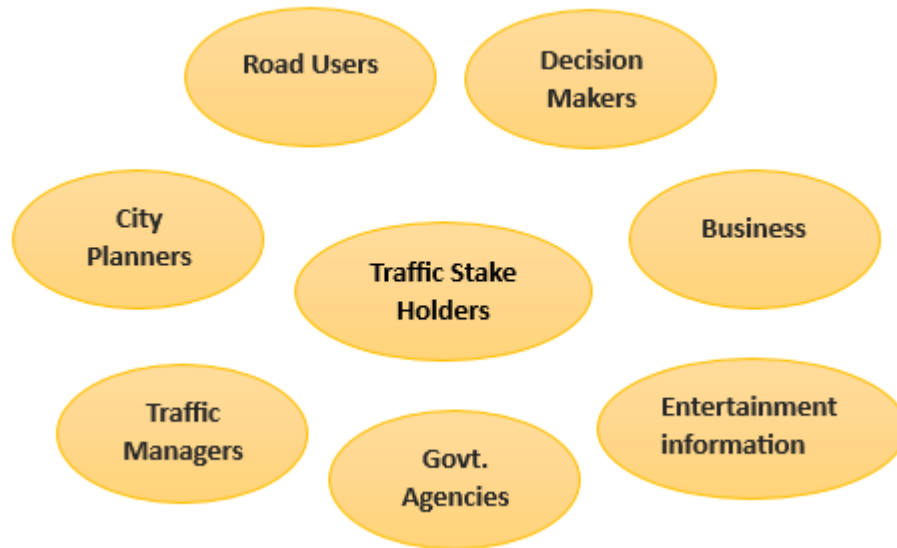 Road Users
Decision
Makers
City
Planners
Business
Traffic Stake
Holders
Traffic
Managers
Entertainment
information
Govt.
Agencies